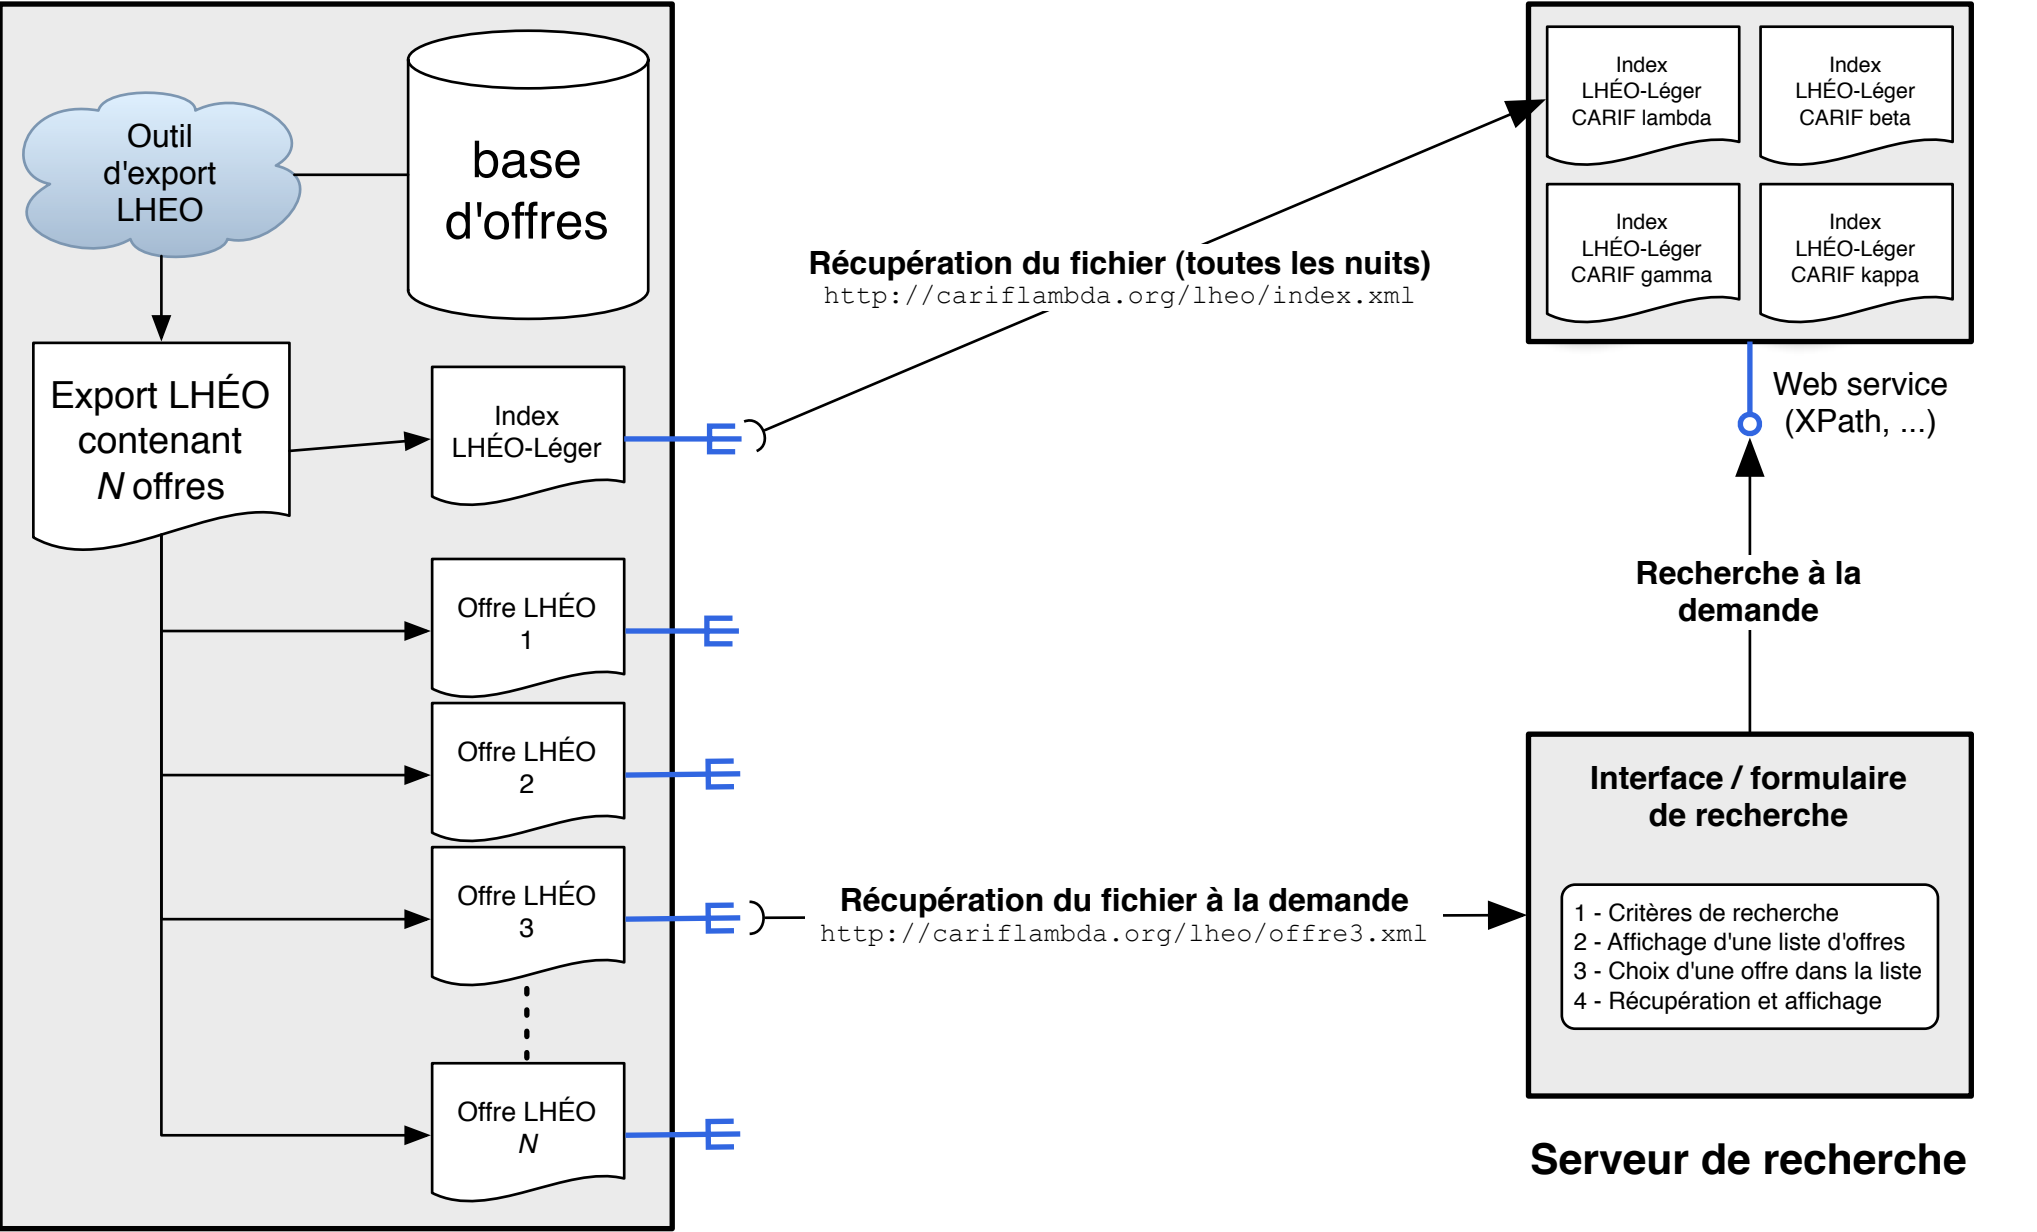 Outil
d'export
LHEO
base
d'offres
Export LHÉO
contenant
N offres
Index
LHÉO-Léger
Offre LHÉO
1
Offre LHÉO
2
Offre LHÉO
3
Offre LHÉO
N
Récupération du fichier (toutes les nuits)
http://cariflambda.org/lheo/index.xml
Récupération du fichier à la demande
http://cariflambda.org/lheo/offre3.xml
Index
LHÉO-Léger
CARIF lambda
Index
LHÉO-Léger
CARIF beta
Index
LHÉO-Léger
CARIF gamma
Index
LHÉO-Léger
CARIF kappa
Web service
(XPath, ...)
Recherche à la
demande
Interface / formulaire
de recherche
1 - Critères de recherche
2 - Affichage d'une liste d'offres
3 - Choix d'une offre dans la liste
4 - Récupération et affichage
Serveur de recherche